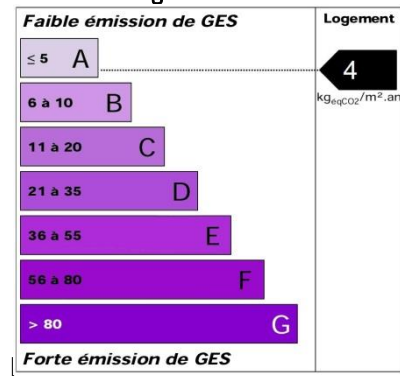 Faible émission de GES
Logement
≤ 5 A
4
kgeqCO2/m².an
6 à 10 B
11 à 20 C
21 à 35 D
36 à 55 E
56 à 80 F
> 80 G
Forte émission de GES